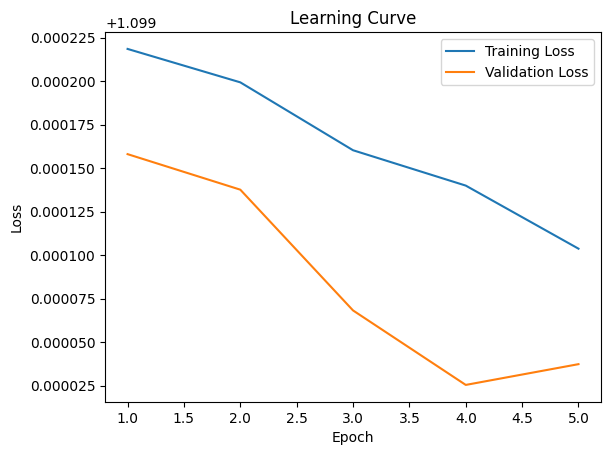 Learning Curve
+1.099
0.000225
0.000200
0.000175
0.000150
0.000125
0.000100
0.000075
0.000050
0.000025
Loss
Training Loss
Validation Loss
1.0 1.5 2.0 2.5 3.0 3.5 4.0 4.5 5.0
Epoch